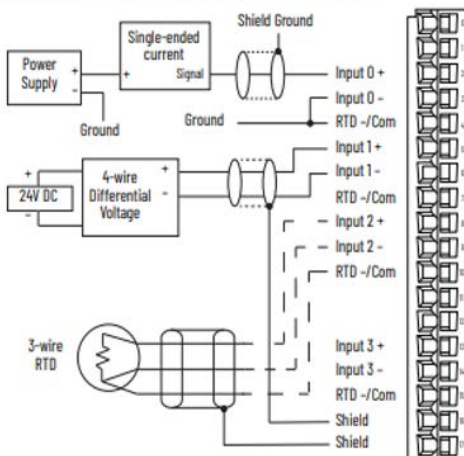 Shield Ground
Single-ended
current
Power
Supply
+
−
+
Signal
Ground
Ground
Input 0 +
Input 0 −
RTD −/Com
+
24V DC
−
4-wire
Differential
Voltage
+
−
Input 1 +
Input 1 −
RTD −/Com
Input 2 +
Input 2 −
RTD −/Com
3-wire
RTD
Input 3 +
Input 3 −
RTD −/Com
Shield
Shield